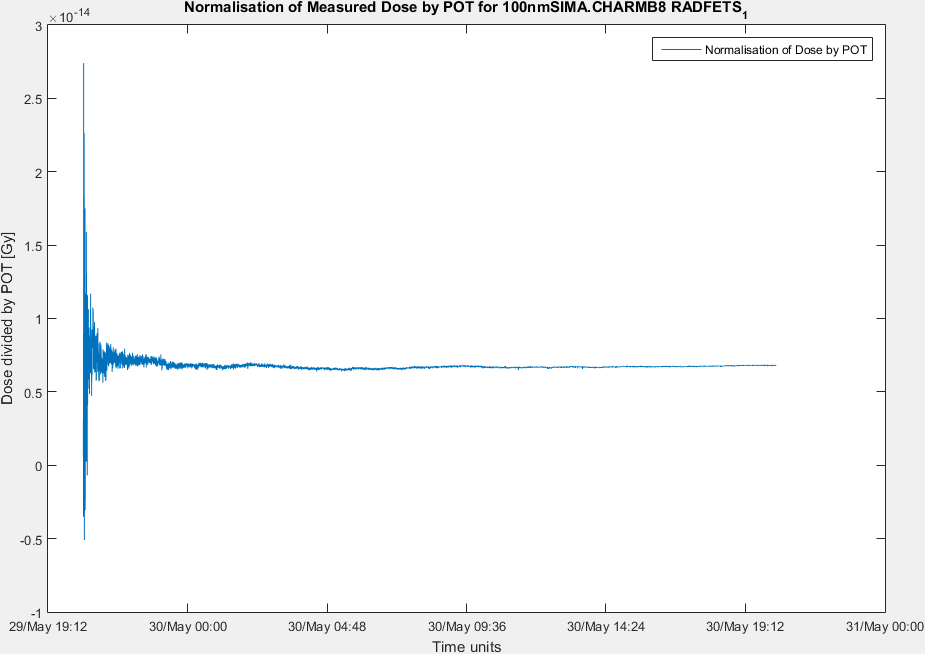 Normalisation of Measured Dose by POT for 100nmSIMA.CHARMB8 RADFETS1
× 10-14
Normalisation of Dose by POT
3
2.5
2
1.5
1
0.5
0
-0.5
-1
Dose divided by POT [Gy]
29/May 19:12 30/May 00:00 30/May 04:48 30/May 09:36 30/May 14:24 30/May 19:12 31/May 00:00
Time units